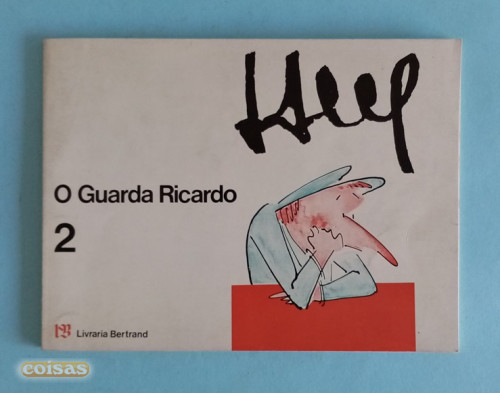 O Guarda Ricardo
2
Livraria Bertrand
coisas